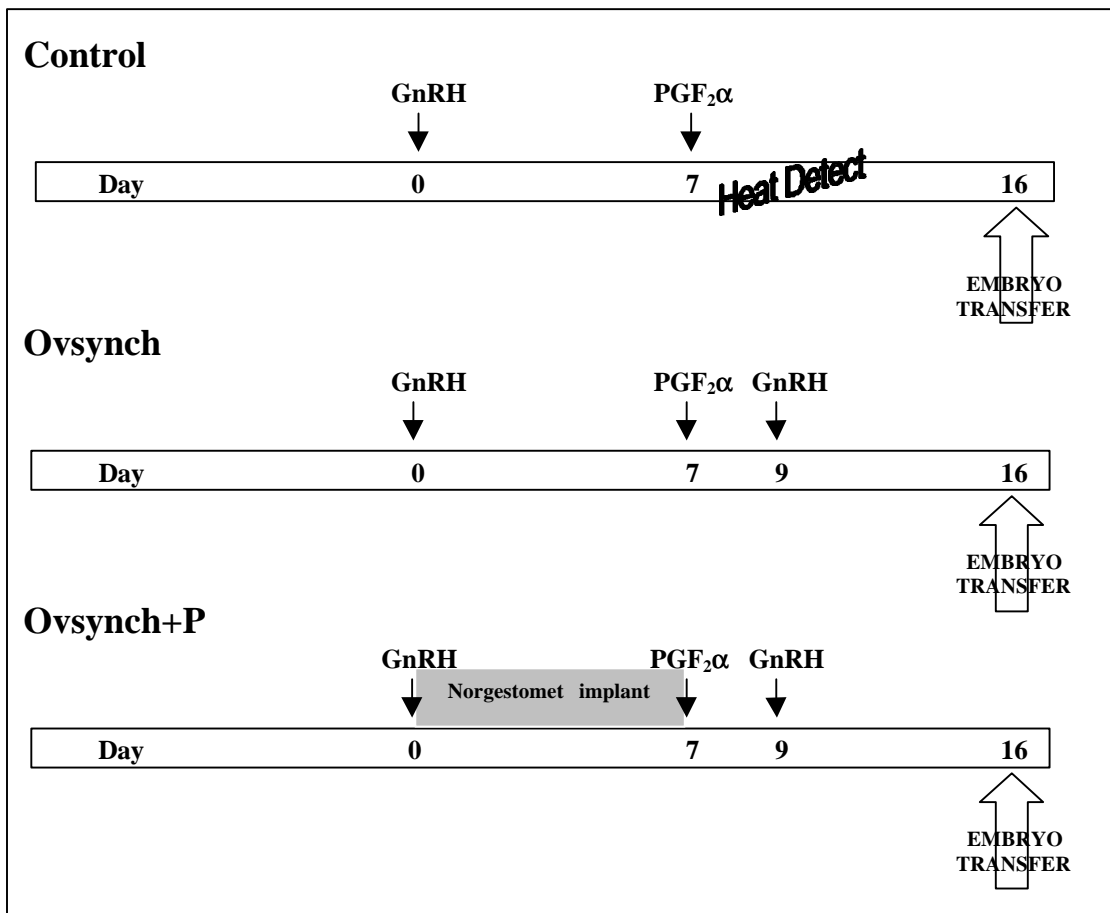 Control
GnRH PGF₂α
Day 0 7 Heat Detect 16
EMBRYO
TRANSFER
Ovsynch
GnRH PGF₂α GnRH
Day 0 7 9 16
EMBRYO
TRANSFER
Ovsynch+P
GnRH PGF₂α GnRH
Norgestomet implant
Day 0 7 9 16
EMBRYO
TRANSFER